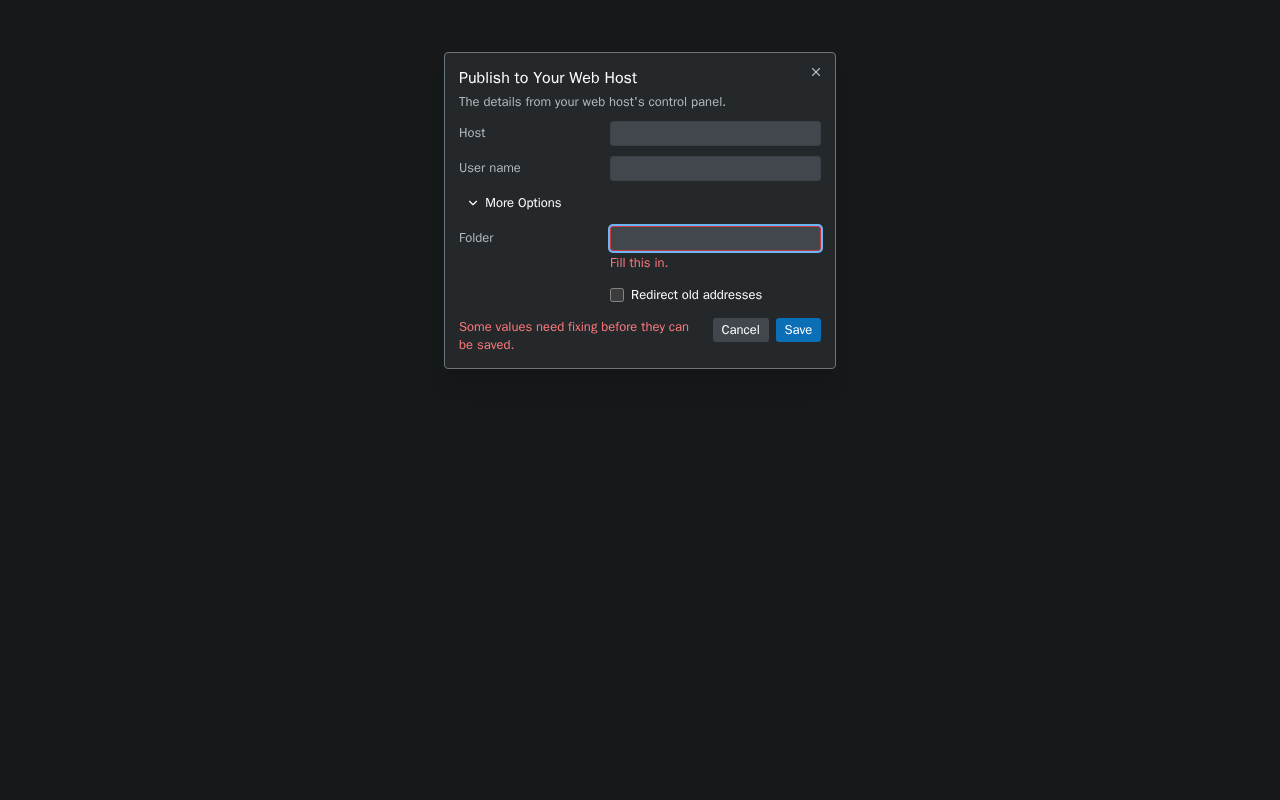 Publish to Your Web Host
The details from your web host's control panel.
Host
User name
More Options
Folder
Fill this in.
Redirect old addresses
Some values need fixing before they can
be saved.
Cancel
Save